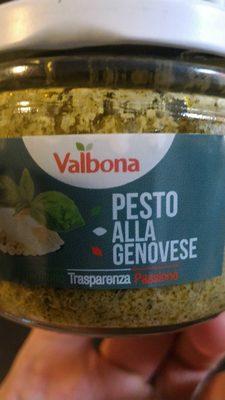 Valbona
PESTO
ALLA
GENOVESE
Trasparenza Passione